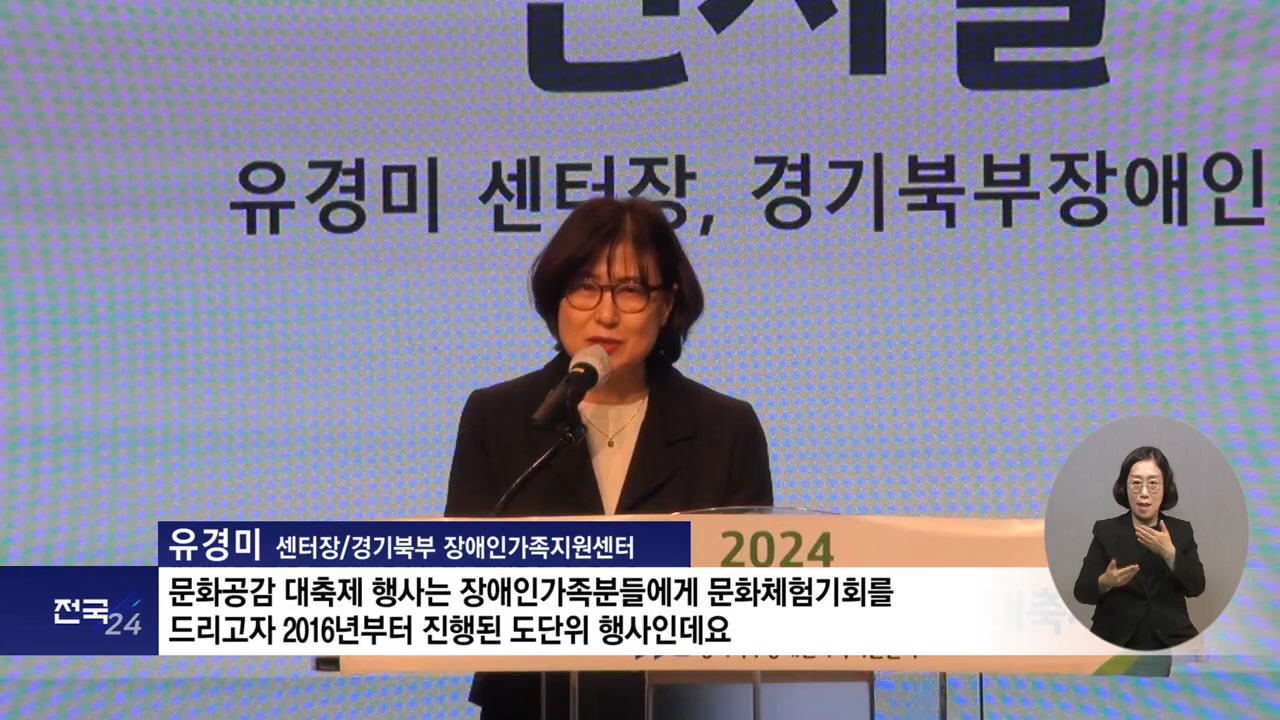 유경미 센터장, 경기북부장애인
2024
유경미 센터장/경기북부 장애인가족지원센터
전국24
문화공감 대축제 행사는 장애인가족분들에게 문화체험기회를
드리고자 2016년부터 진행된 도단위 행사인데요